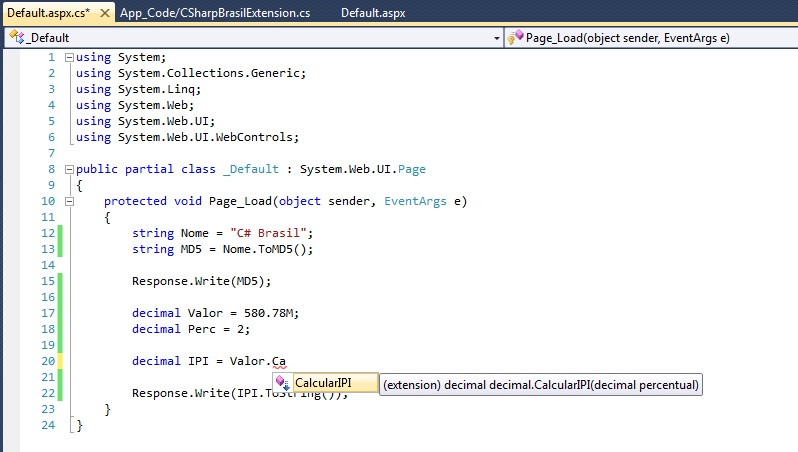 Default.aspx.cs* App_Code/CSharpBrasilExtension.cs Default.aspx
_Default Page_Load(object sender, EventArgs e)
1 using System;
2 using System.Collections.Generic;
3 using System.Linq;
4 using System.Web;
5 using System.Web.UI;
6 using System.Web.UI.WebControls;
7
8 public partial class _Default : System.Web.UI.Page
9 {
10 protected void Page_Load(object sender, EventArgs e)
11 {
12 string Nome = "C# Brasil";
13 string MD5 = Nome.ToMD5();
14
15 Response.Write(MD5);
16
17 decimal Valor = 580.78M;
18 decimal Perc = 2;
19
20 decimal IPI = Valor.Ca
21 CalcularIPI (extension) decimal decimal.CalcularIPI(decimal percentual)
22 Response.Write(IPI.ToString());
23 }
24 }